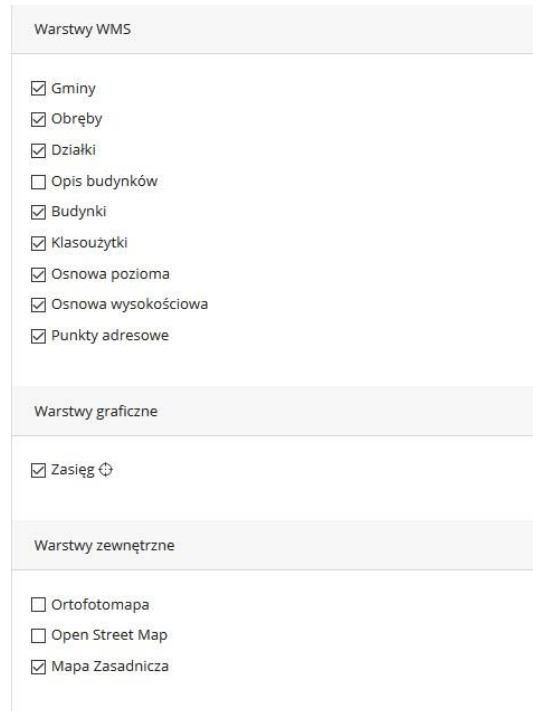 Warstwy WMS
Gminy
Obręby
Działki
Opis budynków
Budynki
Klasoużytki
Osnowa pozioma
Osnowa wysokościowa
Punkty adresowe
Warstwy graficzne
Zasięg
Warstwy zewnętrzne
Ortofotomapa
Open Street Map
Mapa Zasadnicza